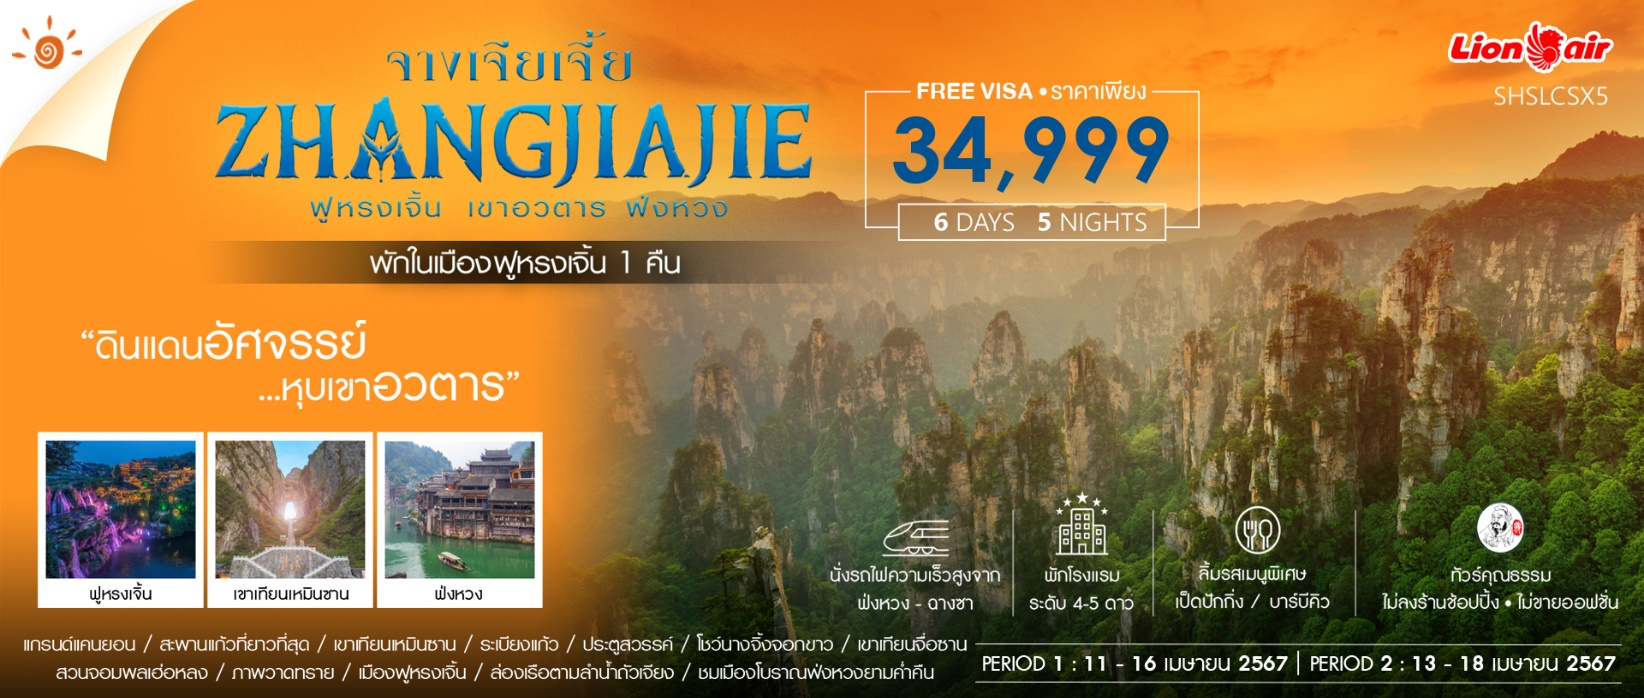 จางเจียเจี้ย
ZHANGJIAJIE
ฟูหรงเจิ้น เขาอวตาร ฟ่งหวง
พักในเมืองฟูหรงเจิ้น 1 คืน
FREE VISA • ราคาเพียง
34,999
6 DAYS 5 NIGHTS
Lion air
SHSLCSX5
“ดินแดนอัศจรรย์
...หุบเขาอวตาร”
ฟูหรงเจิ้น
เขาเทียนเหมินซาน
ฟ่งหวง
นั่งรถไฟความเร็วสูงจาก
ฟ่งหวง - ฉางซา
พักโรงแรม
ระดับ 4-5 ดาว
ลิ้มรสเมนูพิเศษ
เป็ดปักกิ่ง / บาร์บีคิว
ทัวร์คุณธรรม
ไม่ลงร้านช้อปปิ้ง • ไม่ขายออฟชั่น
แกรนด์แคนยอน / สะพานแก้วที่ยาวที่สุด / เขาเทียนเหมินซาน / ระเบียงแก้ว / ประตูสวรรค์ / โชว์นางจิ้งจอกขาว / เขาเทียนจื่อซาน
สวนจอมพลเฮ่อหลง / ภาพวาดทราย / เมืองฟูหรงเจิ้น / ล่องเรือตามลำน้ำถัวเจียง / ชมเมืองโบราณฟ่งหวงยามค่ำคืน
PERIOD 1 : 11 - 16 เมษายน 2567 | PERIOD 2 : 13 - 18 เมษายน 2567